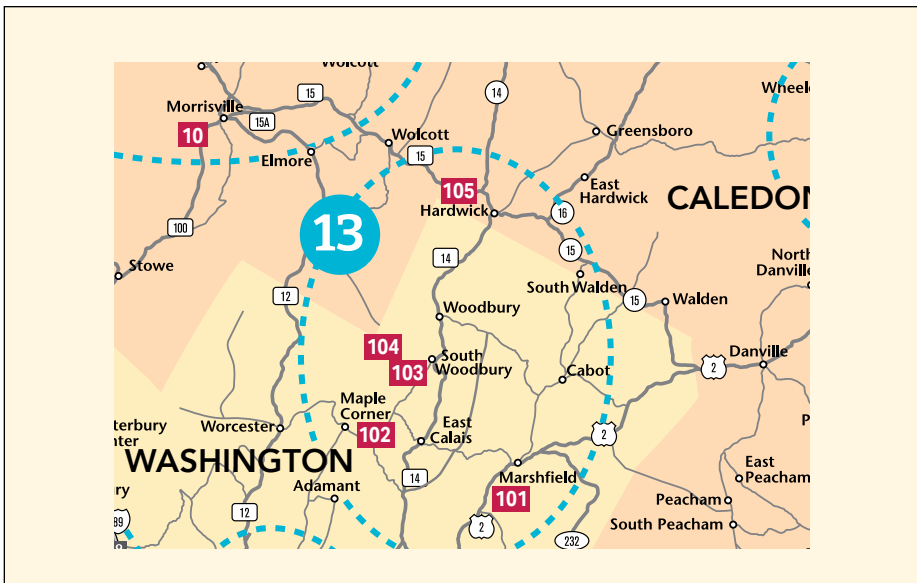 Wolcott
Morrisville
15
14
Wheel
15A
10
Wolcott
Greensboro
Elmore
15
105
East
Hardwick
CALEDON
Hardwick
16
13
100
14
15
North
Danville
Stowe
South Walden
12
15
Walden
Woodbury
104
South
Woodbury
103
2
Danville
Cabot
Maple
Corner
terbury
nter
Worcester
102
East
Calais
2
WASHINGTON
Marshfield
East
Peacham
14
Adamant
101
ry
Peacham
12
89
2
South Peacham
232